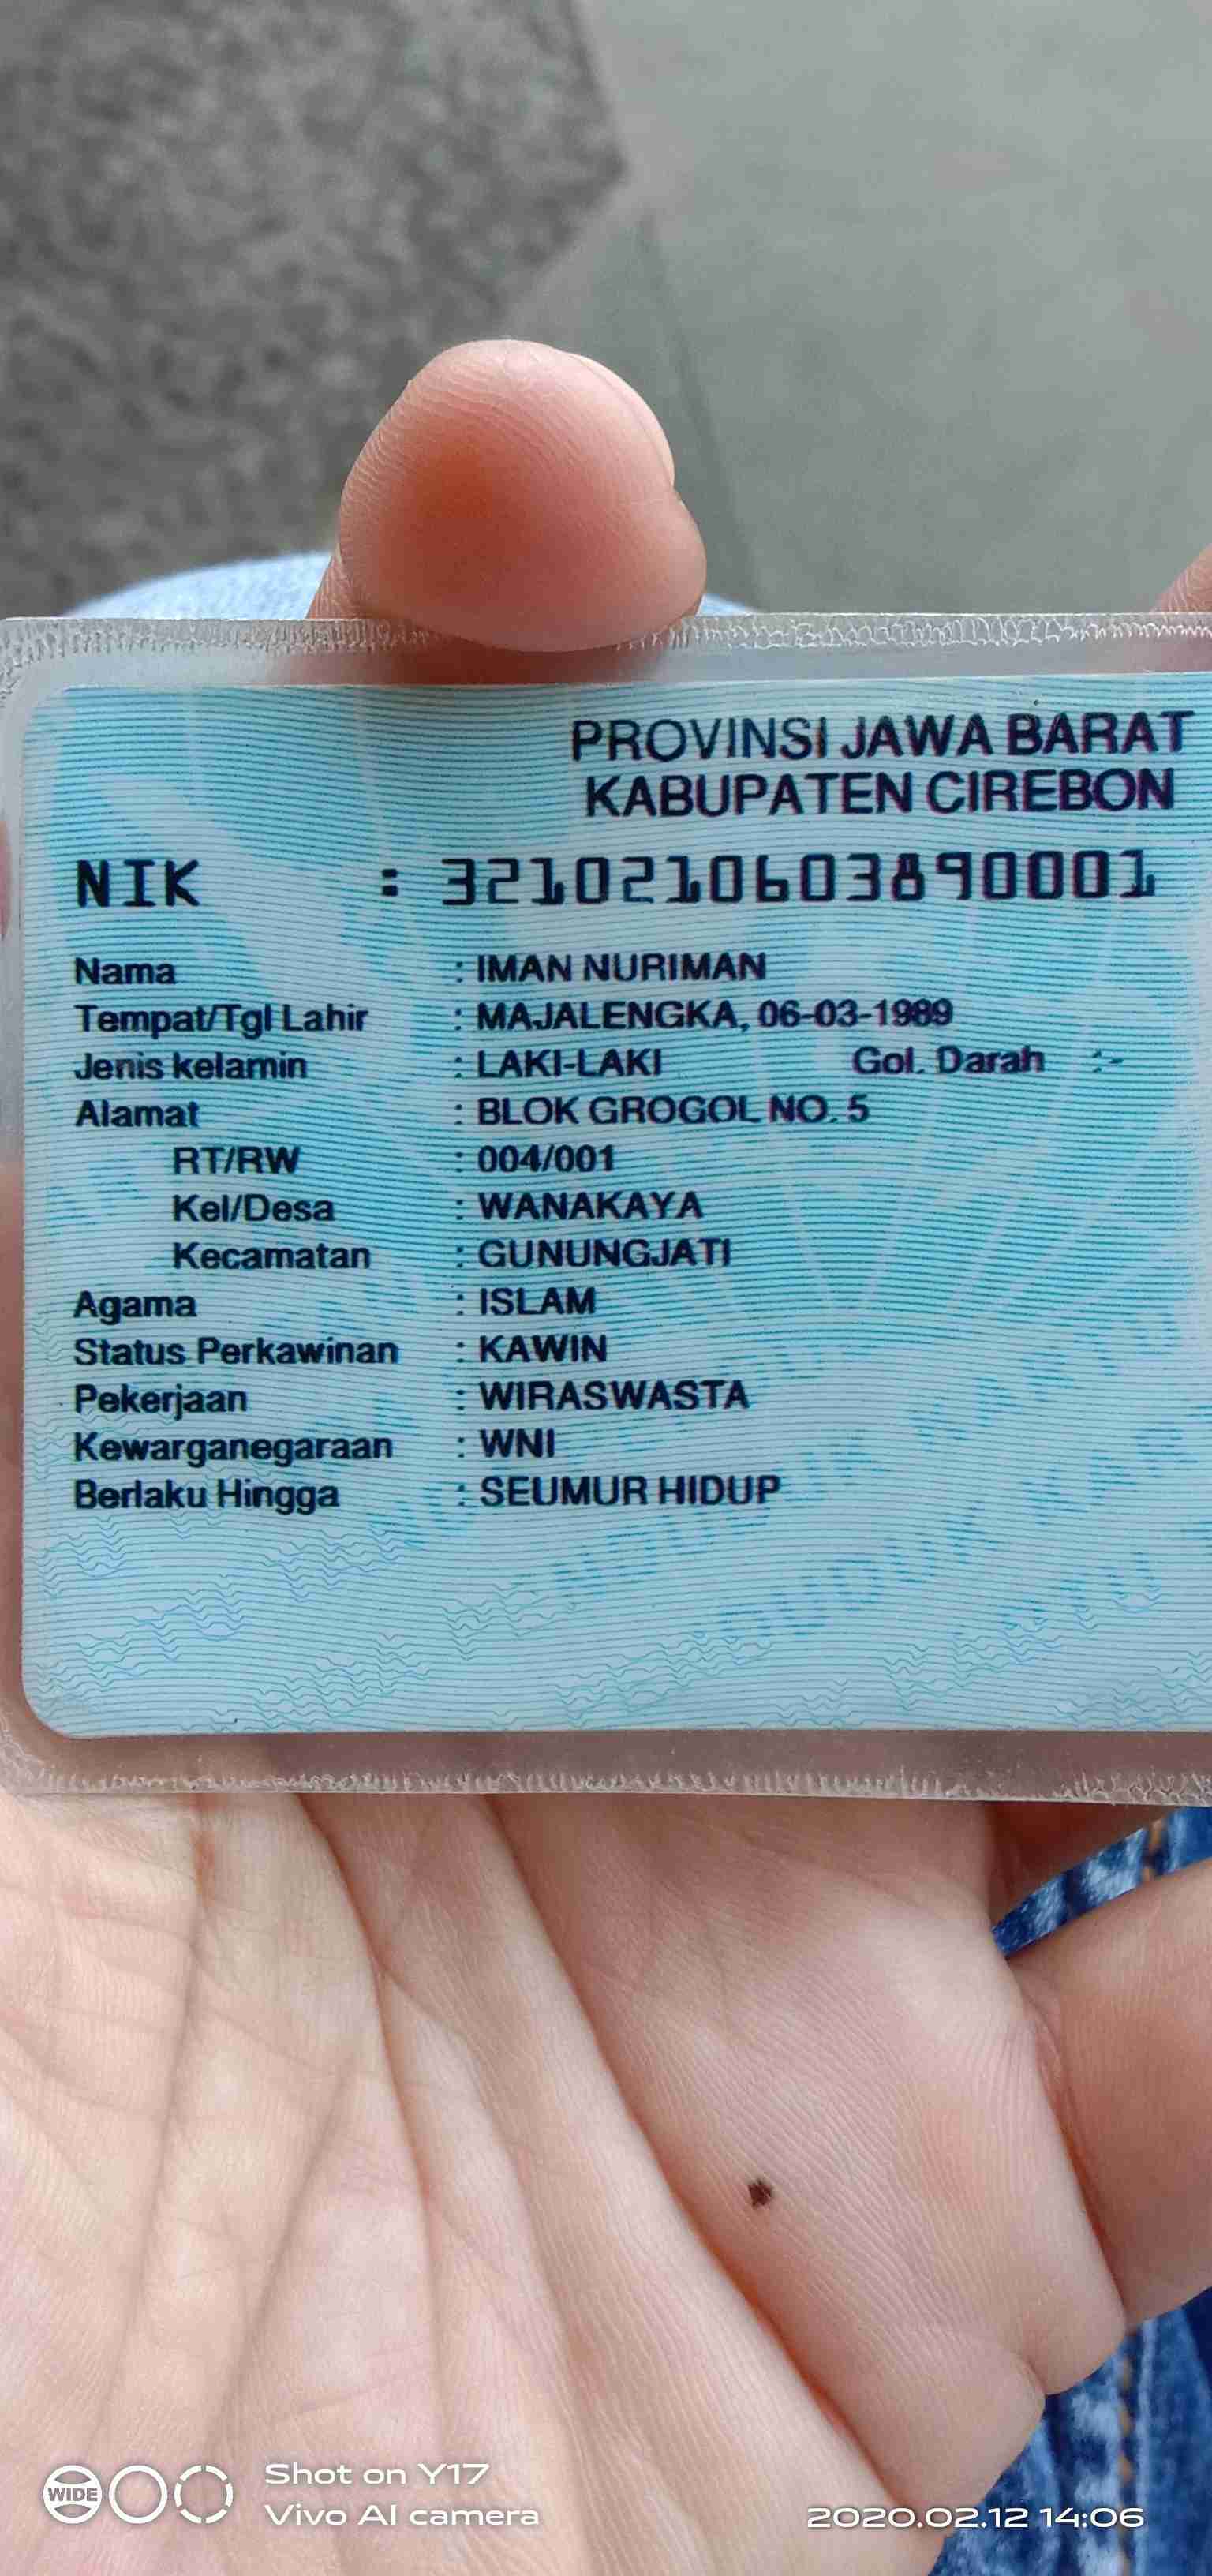 PROVINSI JAWA BARAT
KABUPATEN CIREBON
NIK : 3210210603890001
Nama : IMAN NURIMAN
Tempat/Tgl Lahir : MAJALENGKA, 06-03-1989
Jenis kelamin : LAKI-LAKI Gol. Darah :-
Alamat : BLOK GROGOL NO. 5
RT/RW : 004/001
Kel/Desa : WANAKAYA
Kecamatan : GUNUNGJATI
Agama : ISLAM
Status Perkawinan : KAWIN
Pekerjaan : WIRASWASTA
Kewarganegaraan : WNI
Berlaku Hingga : SEUMUR HIDUP
WIDE
Shot on Y17
Vivo AI camera
2020.02.12 14:06